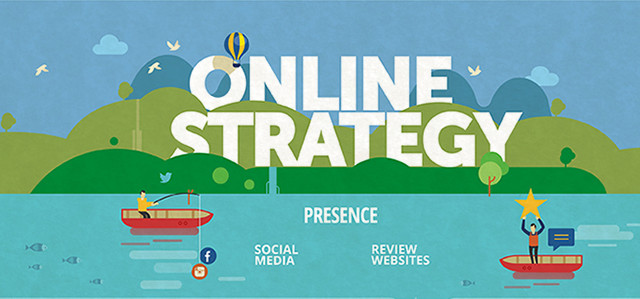 ONLINE
STRATEGY
PRESENCE
SOCIAL
MEDIA
REVIEW
WEBSITES